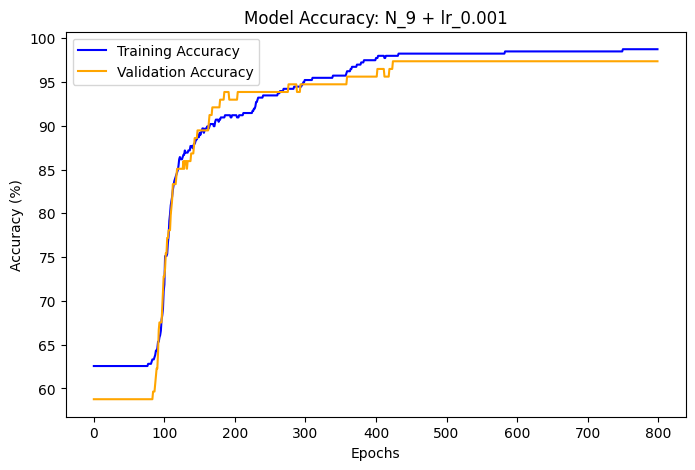 Model Accuracy: N_9 + lr_0.001
Training Accuracy
Validation Accuracy
Accuracy (%)
100
95
90
85
80
75
70
65
60
0 100 200 300 400 500 600 700 800
Epochs